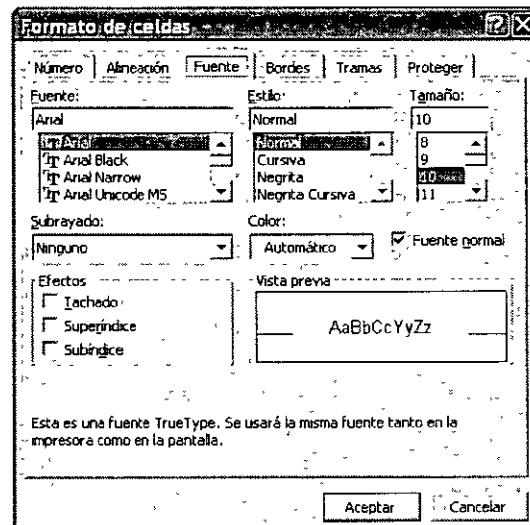 Formato de celdas
Número Alineación Fuente Bordes Tramas Proteger
Fuente: Estilo: Tamaño:
Arial Normal 10
Arial Normal 8
Arial Black Cursiva 9
Arial Narrow Negrita 10
Arial Unicode MS Negrita Cursiva 11
Subrayado: Color:
Ninguno Automático Fuente normal
Efectos Vista previa
Tachado
Superíndice AaBbCcYyZz
Subíndice
Esta es una fuente TrueType. Se usará la misma fuente tanto en la
impresora como en la pantalla.
Aceptar Cancelar